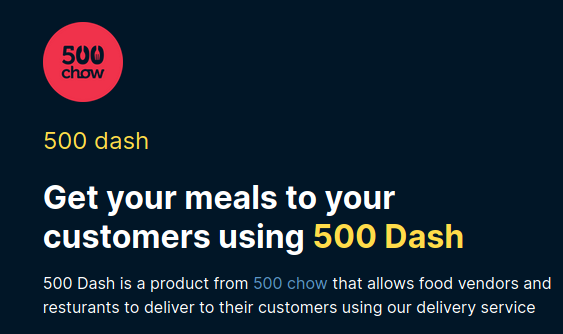 500
chow
500 dash
Get your meals to your
customers using 500 Dash
500 Dash is a product from 500 chow that allows food vendors and
resturants to deliver to their customers using our delivery service